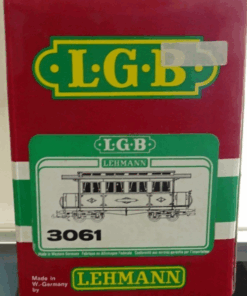 L·G·B
L·G·B
LEHMANN
3061
Made in
W.-Germany
by
LEHMANN